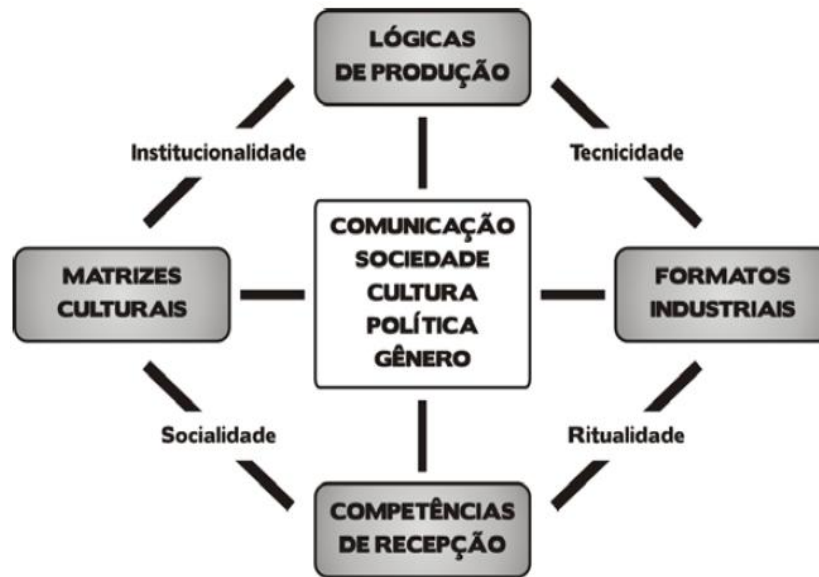 LÓGICAS
DE PRODUÇÃO
Institucionalidade
Tecnicidade
COMUNICAÇÃO
SOCIEDADE
CULTURA
POLÍTICA
GÊNERO
MATRIZES
CULTURAIS
FORMATOS
INDUSTRIAIS
Socialidade
Ritualidade
COMPETÊNCIAS
DE RECEPÇÃO